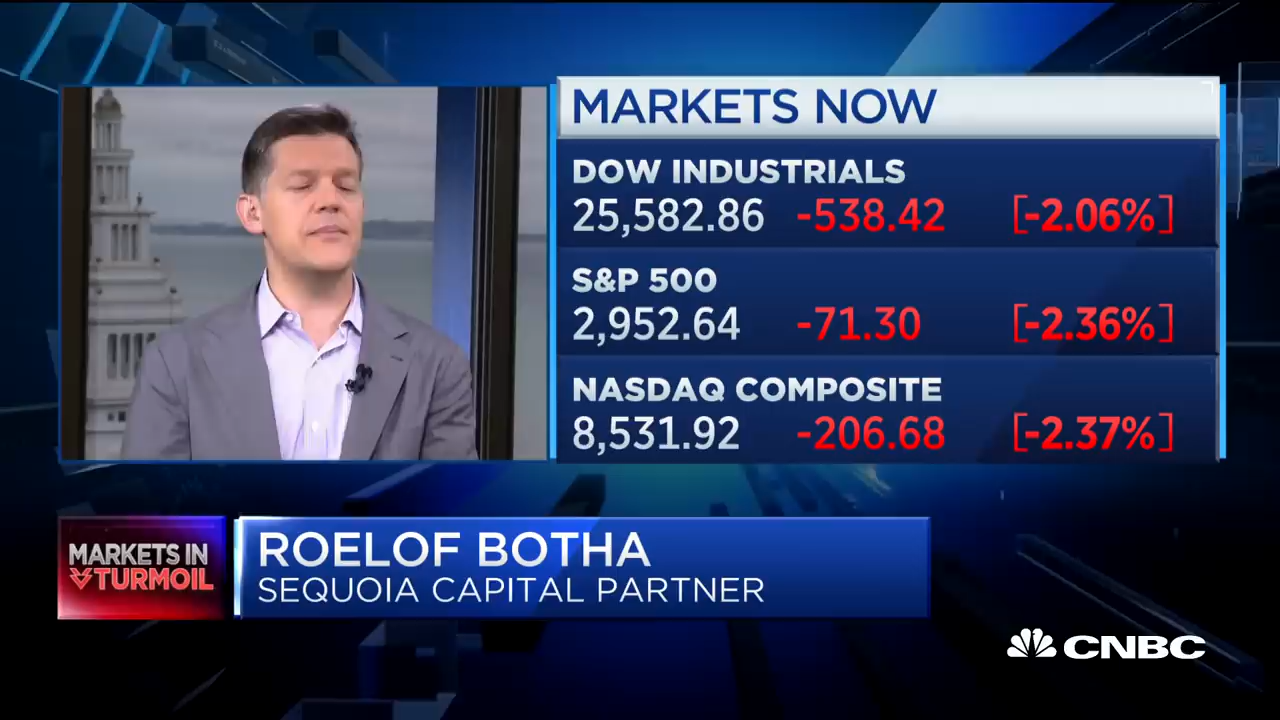 MARKETS NOW
DOW INDUSTRIALS
25,582.86 -538.42 [-2.06%]
S&P 500
2,952.64 -71.30 [-2.36%]
NASDAQ COMPOSITE
8,531.92 -206.68 [-2.37%]
MARKETS IN
TURMOIL
ROELOF BOTHA
SEQUOIA CAPITAL PARTNER
CNBC